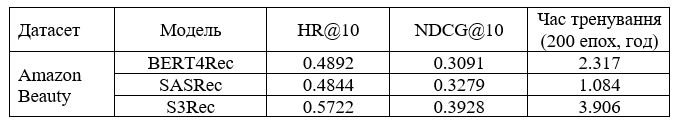 Датасет Модель HR@10 NDCG@10 Час тренування
(200 епох, год)
Amazon
Beauty
BERT4Rec 0.4892 0.3091 2.317
SASRec 0.4844 0.3279 1.084
S3Rec 0.5722 0.3928 3.906